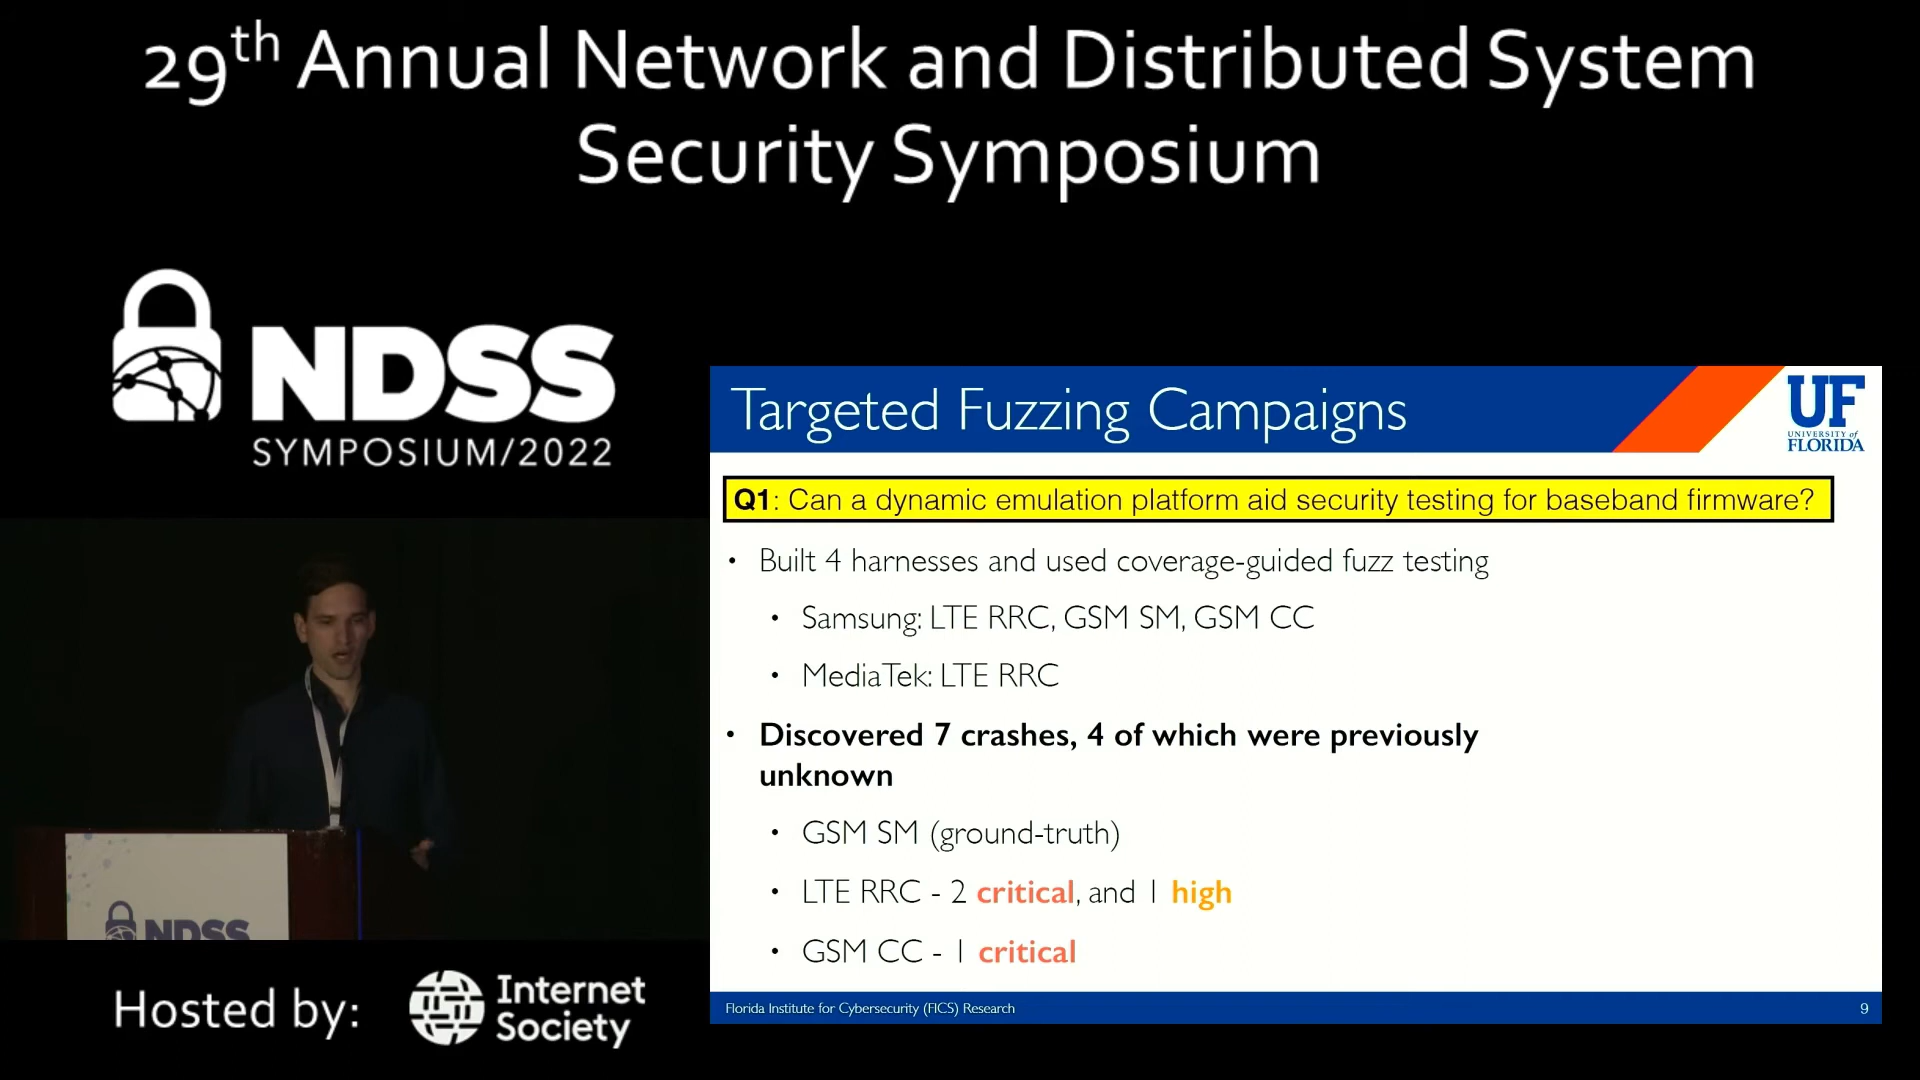 29th Annual Network and Distributed System
Security Symposium
NDSS
SYMPOSIUM/2022
Targeted Fuzzing Campaigns
UF
UNIVERSITY of
FLORIDA
Q1: Can a dynamic emulation platform aid security testing for baseband firmware?
• Built 4 harnesses and used coverage-guided fuzz testing
• Samsung: LTE RRC, GSM SM, GSM CC
• MediaTek: LTE RRC
• Discovered 7 crashes, 4 of which were previously
unknown
• GSM SM (ground-truth)
• LTE RRC - 2 critical, and 1 high
• GSM CC - 1 critical
Florida Institute for Cybersecurity (FICS) Research
9
NDSS
Hosted by:
Internet
Society